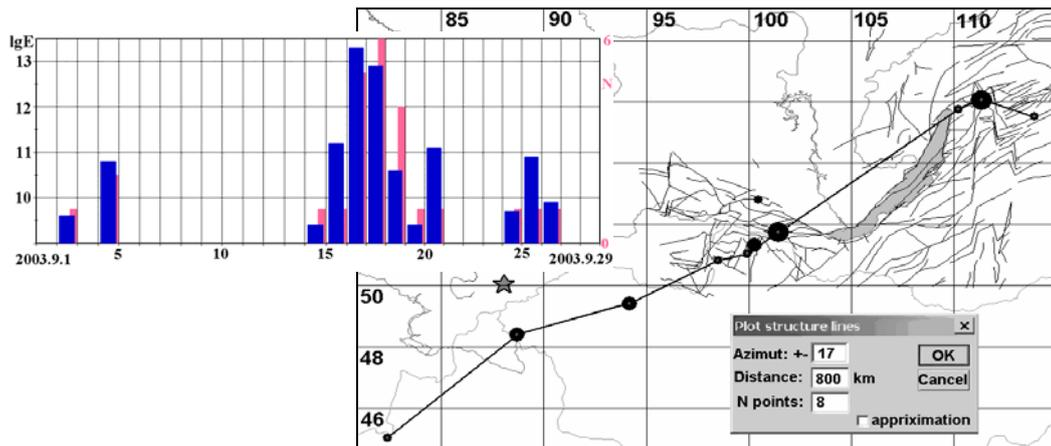 85 90 95 100 105 110
lgE
13
12
11
10
6
N
0
2003.9.1 5 10 15 20 25 2003.9.29
50
48
46
Plot structure lines
Azimut: +- 17 OK
Distance: 800 km Cancel
N points: 8
appriximation